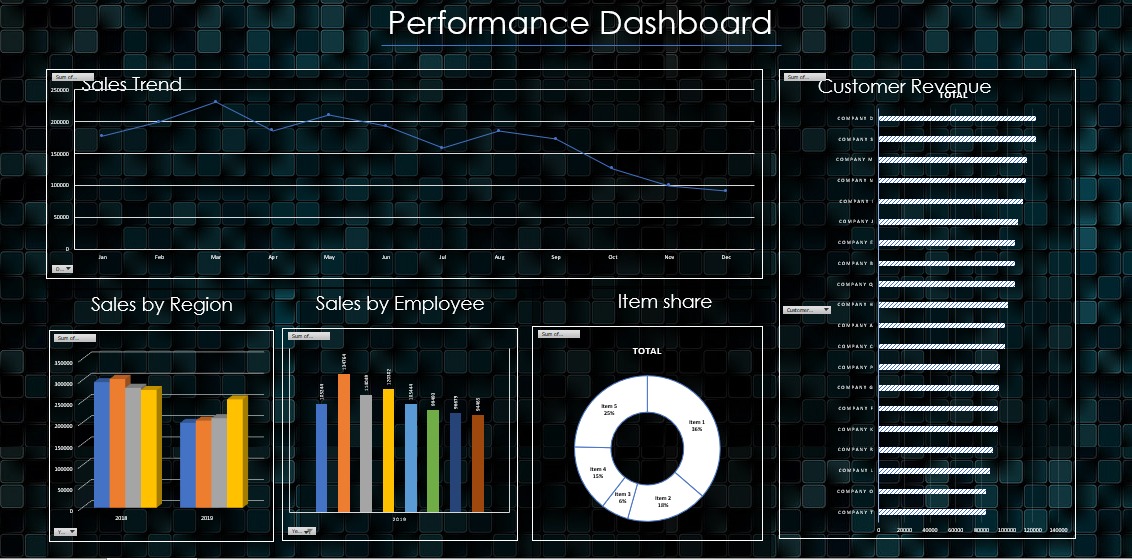 Performance Dashboard
Sum of...
Sales Trend
250000
200000
150000
100000
50000
0
Jan Feb Mar Apr May Jun Jul Aug Sep Oct Nov Dec
Sum of...
Customer Revenue
TOTAL
COMPANY D
COMPANY S
COMPANY M
COMPANY N
COMPANY I
COMPANY J
COMPANY E
COMPANY B
COMPANY Q
COMPANY H
COMPANY A
COMPANY C
COMPANY P
COMPANY G
COMPANY F
COMPANY K
COMPANY R
COMPANY L
COMPANY O
COMPANY T
0 20000 40000 60000 80000 100000 120000 140000
Customer...
Sales by Region
Sum of...
350000
300000
250000
200000
150000
100000
50000
0
2018 2019
Y...
Sales by Employee
Sum of...
2019
Ye...
Item share
Sum of...
TOTAL
Item 1
36%
Item 2
18%
Item 3
6%
Item 4
15%
Item 5
25%